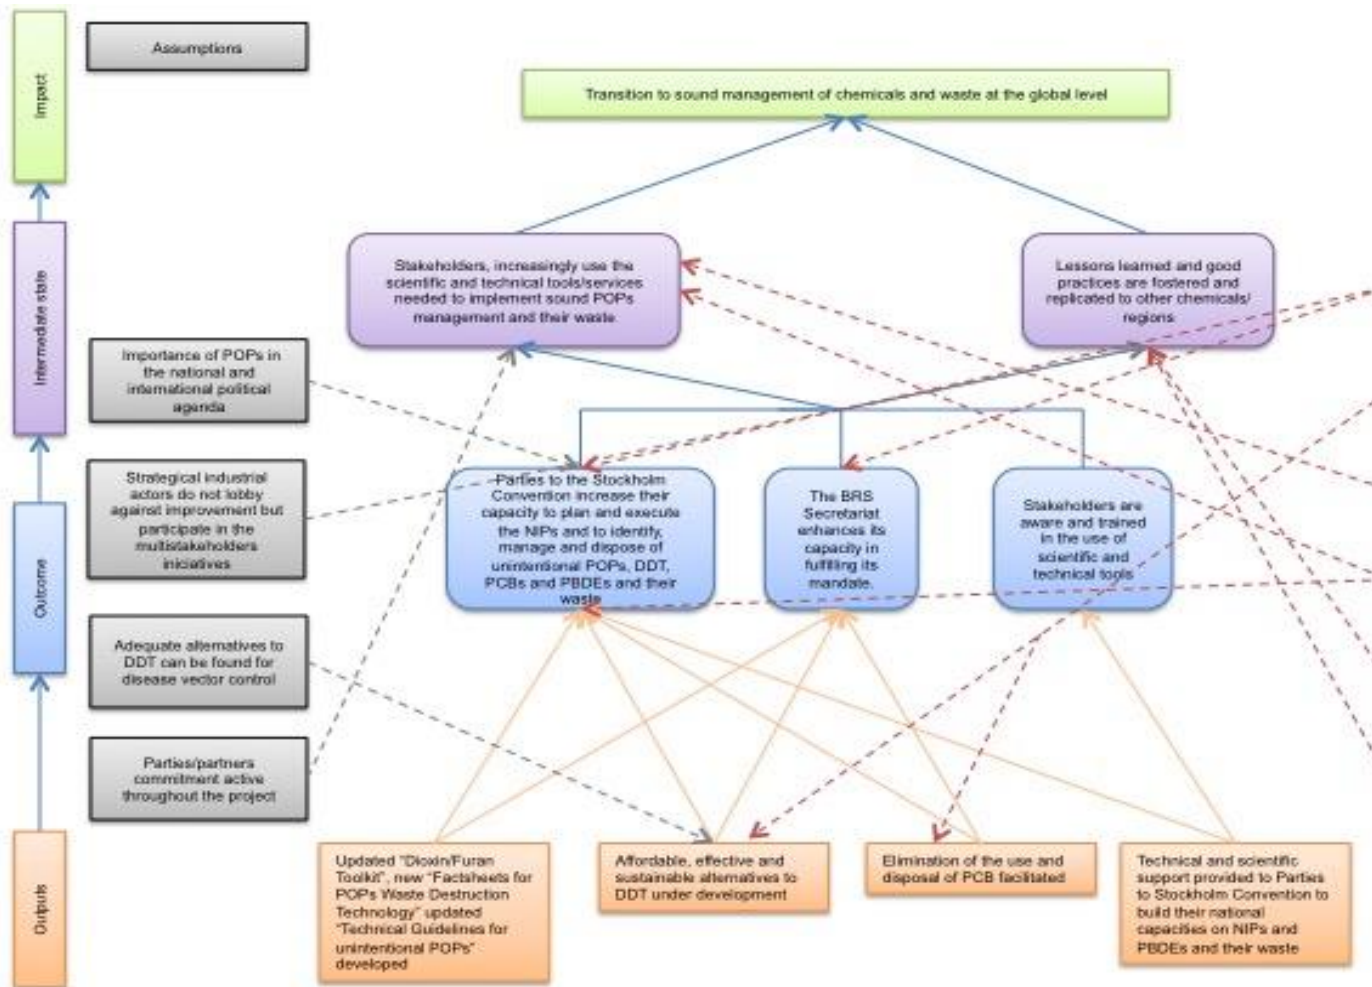 Impact
Assumptions
Transition to sound management of chemicals and waste at the global level
Intermediate state
Stakeholders, increasingly use the
scientific and technical tools/services
needed to implement sound POPs
management and their waste
Lessons learned and good
practices are fostered and
replicated to other chemicals/
regions
Importance of POPs in
the national and
international political
agenda
Outcome
Strategical industrial
actors do not lobby
against improvement but
participate in the
multistakeholders
iniciatives
Parties to the Stockholm
Convention increase their
capacity to plan and execute
the NIPs and to identify,
manage and dispose of
unintentional POPs, DDT,
PCBs and PBDEs and their
waste
The BRS
Secretariat
enhances its
capacity in
fulfilling its
mandate.
Stakeholders are
aware and trained
in the use of
scientific and
technical tools
Adequate alternatives to
DDT can be found for
disease vector control
Parties/partners
commitment active
throughout the project
Outputs
Updated "Dioxin/Furan
Toolkit", new "Factsheets for
POPs Waste Destruction
Technology" updated
"Technical Guidelines for
unintentional POPs"
developed
Affordable, effective and
sustainable alternatives to
DDT under development
Elimination of the use and
disposal of PCB facilitated
Technical and scientific
support provided to Parties
to Stockholm Convention to
build their national
capacities on NIPs and
PBDEs and their waste